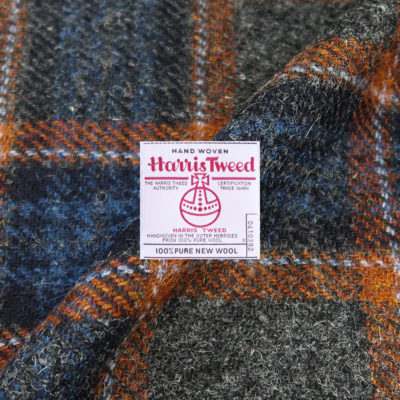 HAND WOVEN
Harris Tweed
THE HARRIS TWEED AUTHORITY
CERTIFICATION TRADE MARK
HARRIS TWEED
HANDWOVEN IN THE OUTER HEBRIDES
FROM 100% PURE WOOL
100% PURE NEW WOOL